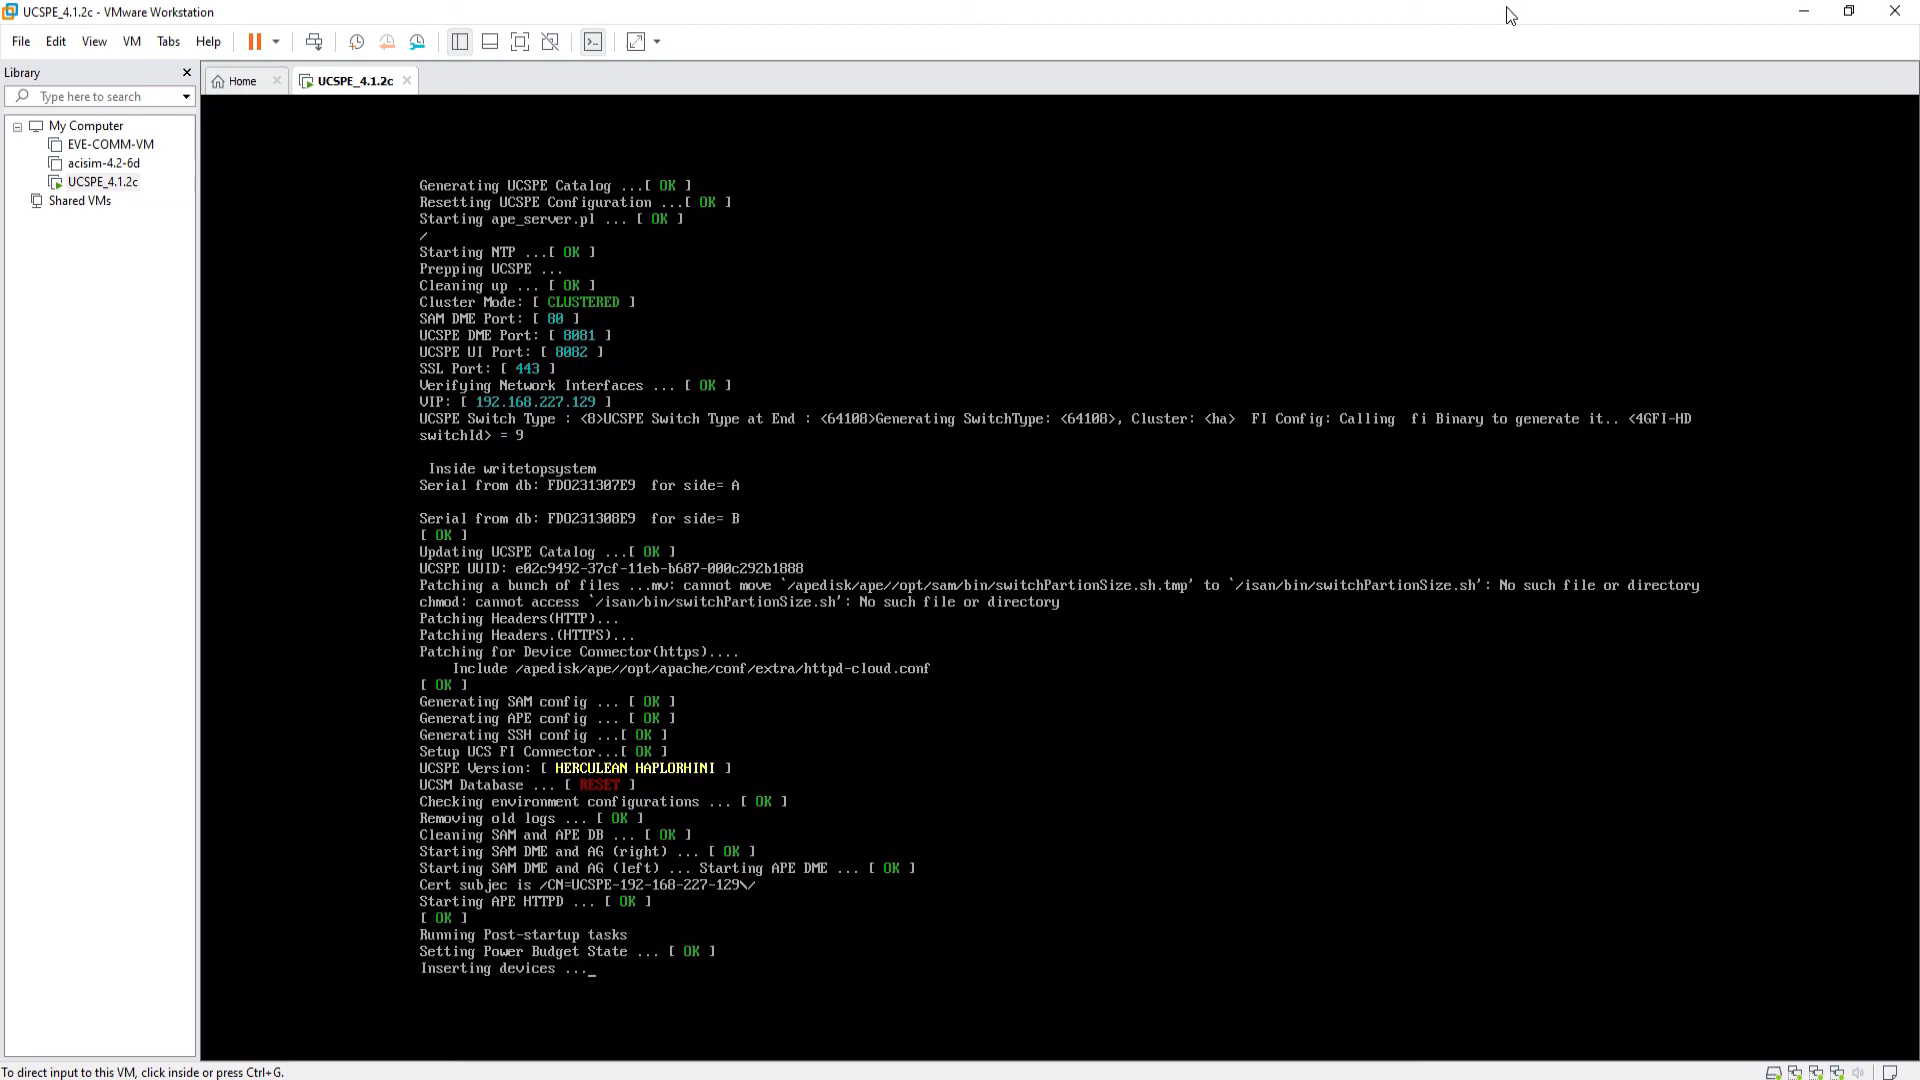 UCSPE_4.1.2c - VMware Workstation
File Edit View VM Tabs Help
Library
Home
UCSPE_4.1.2c
Type here to search
My Computer
EVE-COMM-VM
acisim-4.2-6d
UCSPE_4.1.2c
Shared VMs
Generating UCSPE Catalog ...[ OK ]
Resetting UCSPE Configuration ...[ OK ]
Starting ape_server.pl ... [ OK ]
/
Starting NTP ...[ OK ]
Prepping UCSPE ...
Cleaning up ... [ OK ]
Cluster Mode: [ CLUSTERED ]
SAM DME Port: [ 80 ]
UCSPE DME Port: [ 8081 ]
UCSPE UI Port: [ 8082 ]
SSL Port: [ 443 ]
Verifying Network Interfaces ... [ OK ]
VIP: [ 192.168.227.129 ]
UCSPE Switch Type : <8>UCSPE Switch Type at End : <64108>Generating SwitchType: <64108>, Cluster: <ha>  FI Config: Calling  fi Binary to generate it.. <4GFI-HD
switchId> = 9
Inside writetopsystem
Serial from db: FDO231307E9  for side= A
Serial from db: FDO231308E9  for side= B
[ OK ]
Updating UCSPE Catalog ...[ OK ]
UCSPE UUID: e02c9492-37cf-11eb-b687-000c292b1888
Patching a bunch of files ...mv: cannot move `/apedisk/ape//opt/sam/bin/switchPartionSize.sh.tmp' to `/isan/bin/switchPartionSize.sh': No such file or directory
chmod: cannot access `/isan/bin/switchPartionSize.sh': No such file or directory
Patching Headers(HTTP)...
Patching Headers.(HTTPS)...
Patching for Device Connector(https)....
Include /apedisk/ape//opt/apache/conf/extra/httpd-cloud.conf
[ OK ]
Generating SAM config ... [ OK ]
Generating APE config ... [ OK ]
Generating SSH config ...[ OK ]
Setup UCS FI Connector...[ OK ]
UCSPE Version: [ HERCULEAN HAPLORHINI ]
UCSM Database ... [ RESET ]
Checking environment configurations ... [ OK ]
Removing old logs ... [ OK ]
Cleaning SAM and APE DB ... [ OK ]
Starting SAM DME and AG (right) ... [ OK ]
Starting SAM DME and AG (left) ... Starting APE DME ... [ OK ]
Cert subjec is /CN=UCSPE-192-168-227-129\/
Starting APE HTTPD ... [ OK ]
[ OK ]
Running Post-startup tasks
Setting Power Budget State ... [ OK ]
Inserting devices ..._
To direct input to this VM, click inside or press Ctrl+G.